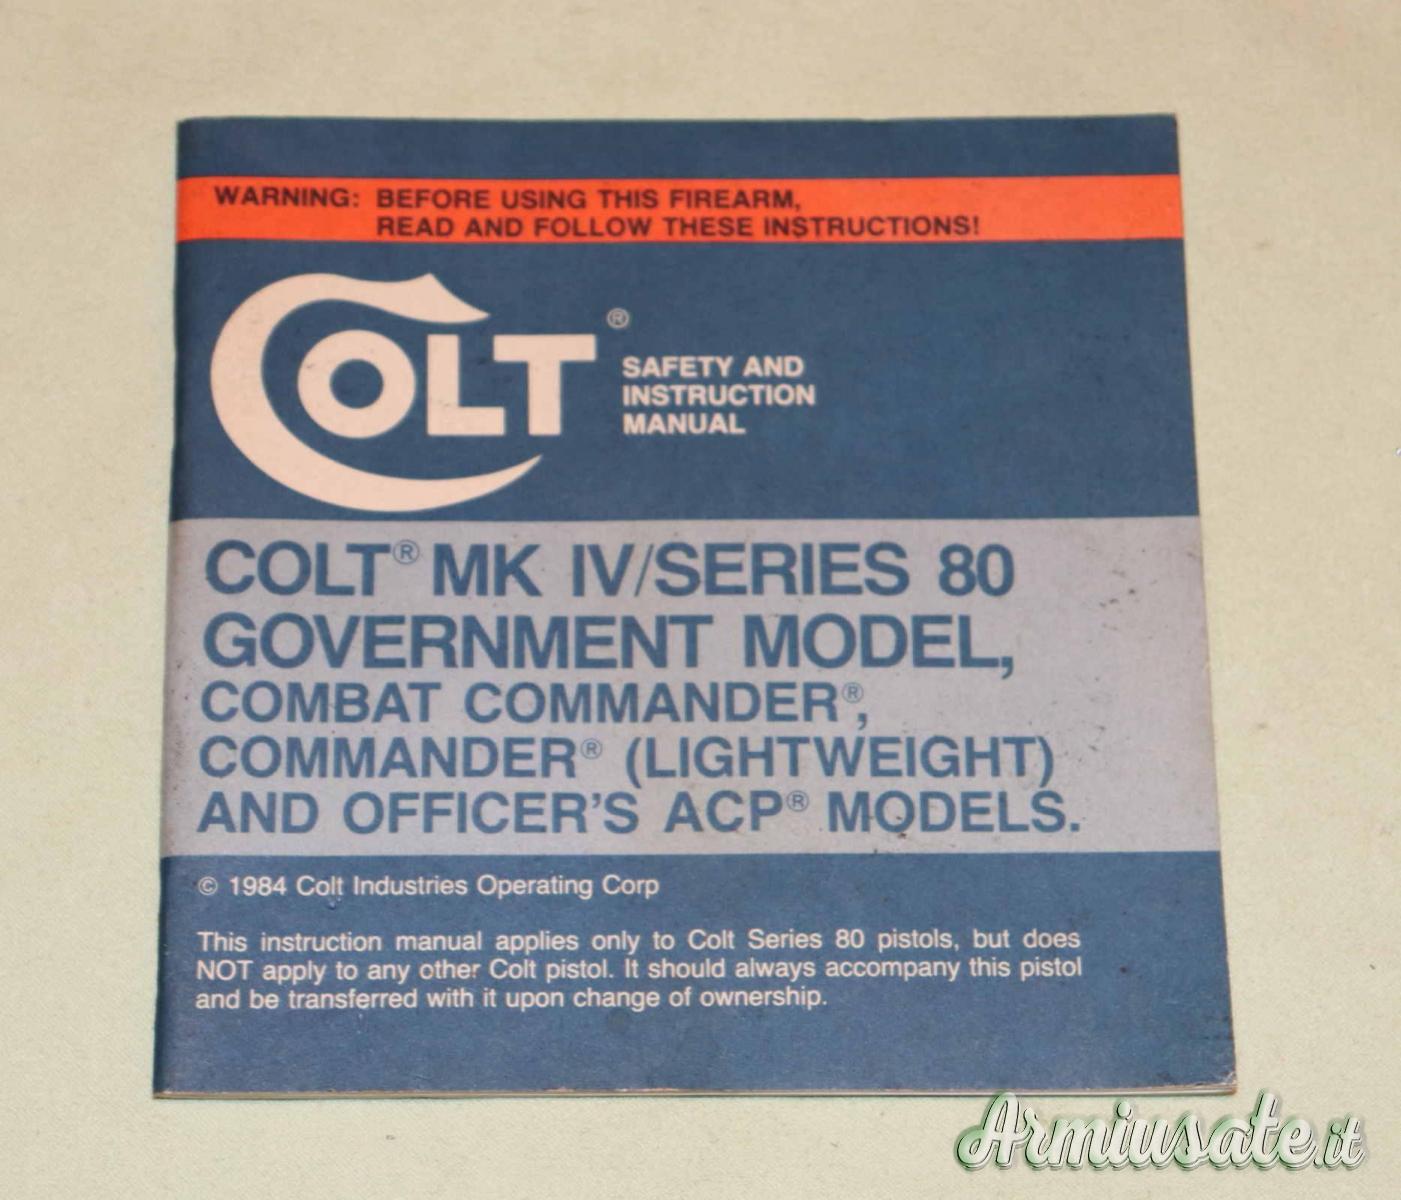 WARNING: BEFORE USING THIS FIREARM,
READ AND FOLLOW THESE INSTRUCTIONS!
COLT®
SAFETY AND
INSTRUCTION
MANUAL
COLT® MK IV/SERIES 80
GOVERNMENT MODEL,
COMBAT COMMANDER®,
COMMANDER® (LIGHTWEIGHT)
AND OFFICER'S ACP® MODELS.
© 1984 Colt Industries Operating Corp
This instruction manual applies only to Colt Series 80 pistols, but does
NOT apply to any other Colt pistol. It should always accompany this pistol
and be transferred with it upon change of ownership.
Armiusate.it